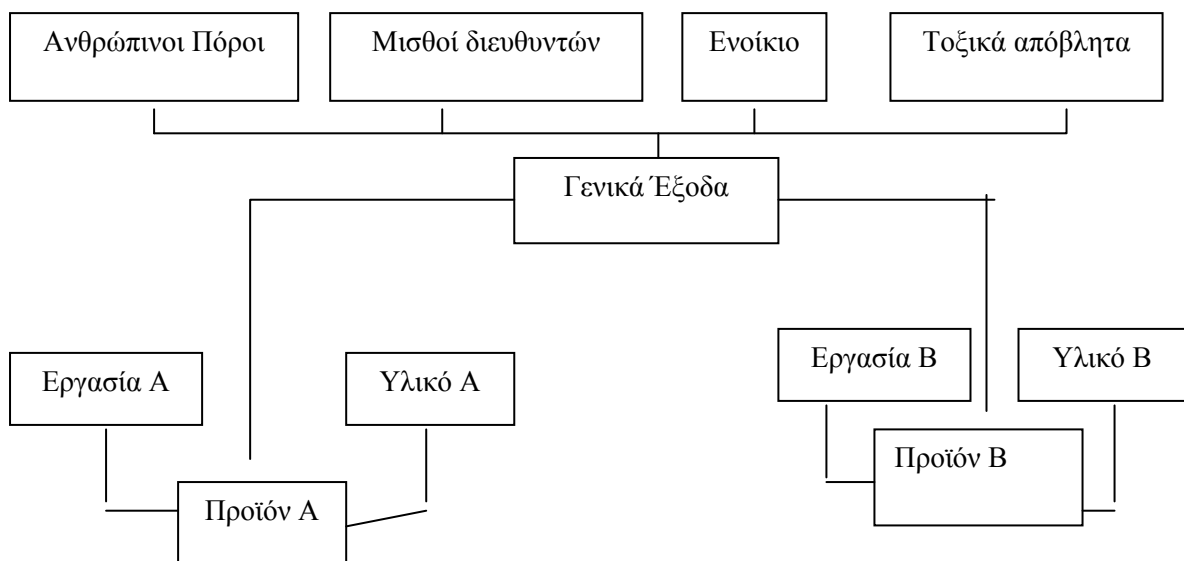 Ανθρώπινοι Πόροι
Μισθοί διευθυντών
Ενοίκιο
Τοξικά απόβλητα
Γενικά Έξοδα
Εργασία Α
Υλικό Α
Εργασία Β
Υλικό Β
Προϊόν Α
Προϊόν Β